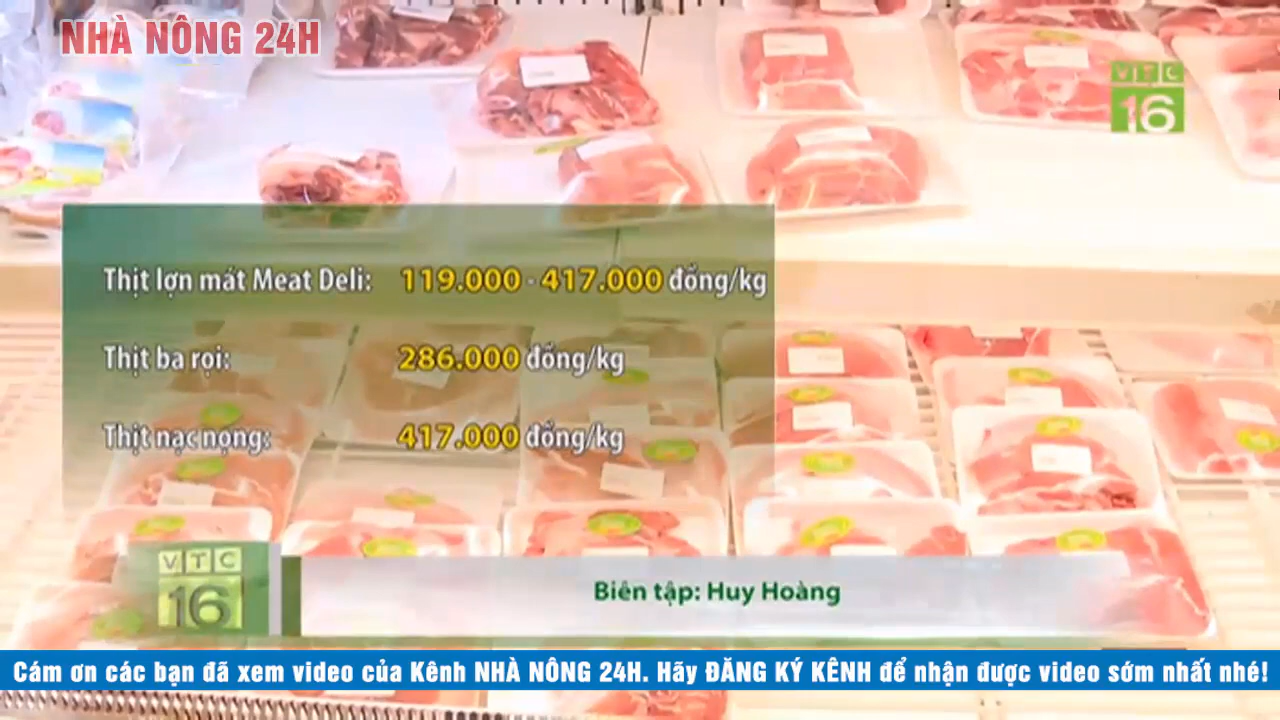 NHÀ NÔNG 24H
VTC
16
Thịt lợn mát Meat Deli: 119.000 - 417.000 đồng/kg
Thịt ba rọi: 286.000 đồng/kg
Thịt nạc nọng: 417.000 đồng/kg
VTC
16
Biên tập: Huy Hoàng
Cám ơn các bạn đã xem video của Kênh NHÀ NÔNG 24H. Hãy ĐĂNG KÝ KÊNH để nhận được video sớm nhất nhé!